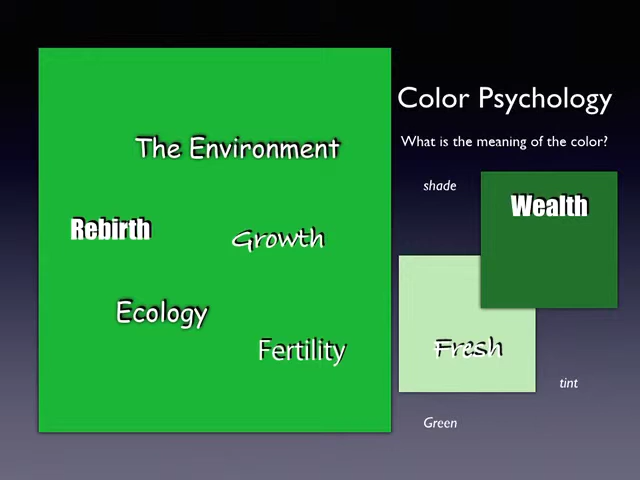 Color Psychology
What is the meaning of the color?
The Environment
shade
Wealth
Rebirth
Growth
Ecology
Fertility
Fresh
tint
Green